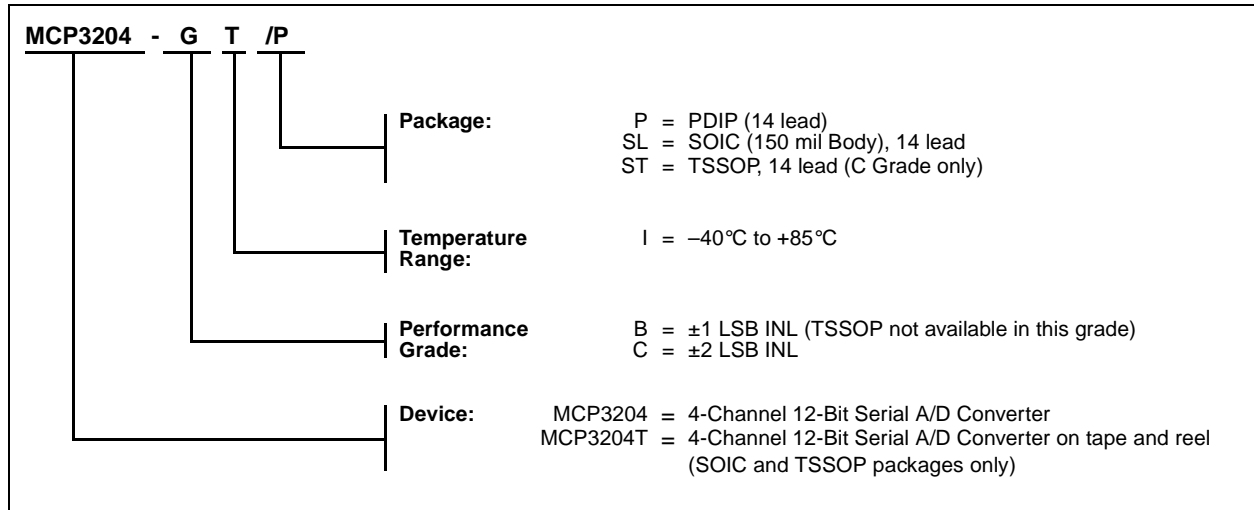 MCP3204 - G T /P
Package: P = PDIP (14 lead)
SL = SOIC (150 mil Body), 14 lead
ST = TSSOP, 14 lead (C Grade only)
Temperature I = –40°C to +85°C
Range:
Performance B = ±1 LSB INL (TSSOP not available in this grade)
Grade: C = ±2 LSB INL
Device: MCP3204 = 4-Channel 12-Bit Serial A/D Converter
MCP3204T = 4-Channel 12-Bit Serial A/D Converter on tape and reel
(SOIC and TSSOP packages only)